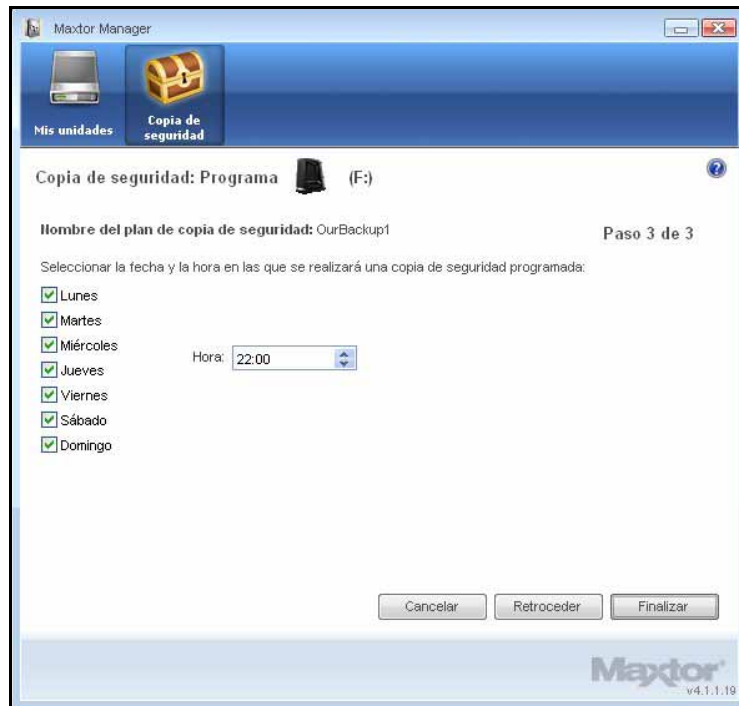 Maxtor Manager
Mis unidades
Copia de
seguridad
Copia de seguridad: Programa (F:)
Nombre del plan de copia de seguridad: OurBackup1
Paso 3 de 3
Seleccionar la fecha y la hora en las que se realizará una copia de seguridad programada:
Lunes
Martes
Miércoles
Jueves
Viernes
Sábado
Domingo
Hora: 22:00
Cancelar
Retroceder
Finalizar
Maxtor
v4.1.1.19